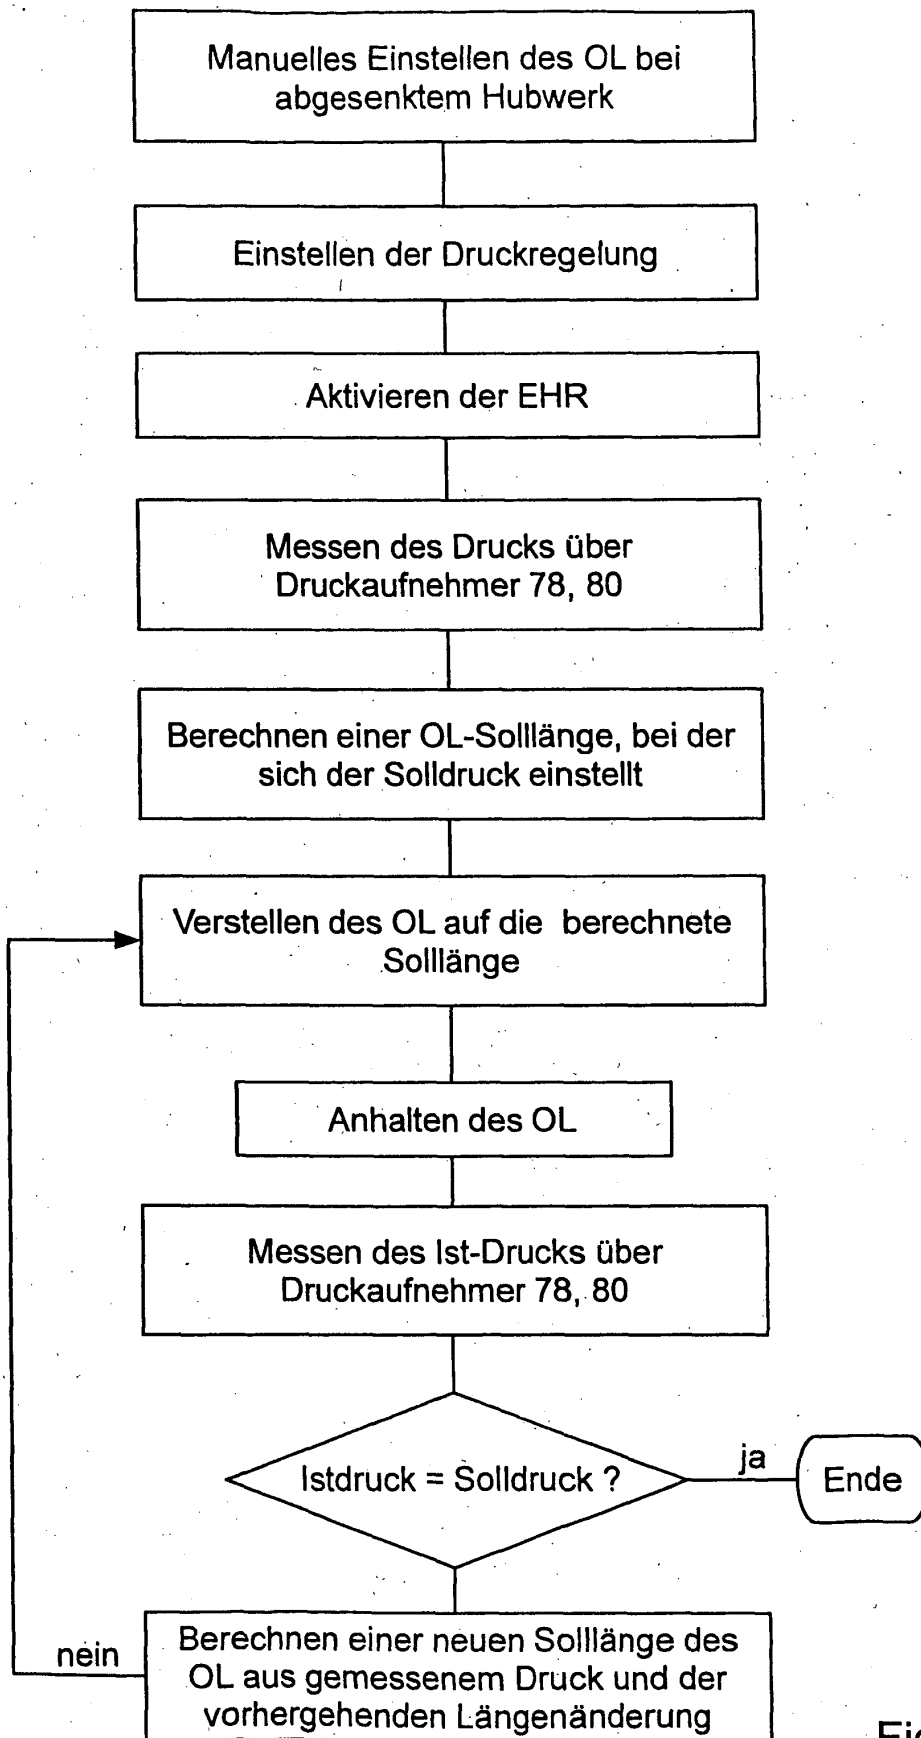 Manuelles Einstellen des OL bei
abgesenktem Hubwerk
Einstellen der Druckregelung
Aktivieren der EHR
Messen des Drucks über
Druckaufnehmer 78, 80
Berechnen einer OL-Solllänge, bei der
sich der Solldruck einstellt
Verstellen des OL auf die berechnete
Solllänge
Anhalten des OL
Messen des Ist-Drucks über
Druckaufnehmer 78, 80
Istdruck = Solldruck ?
ja
Ende
nein
Berechnen einer neuen Solllänge des
OL aus gemessenem Druck und der
vorhergehenden Längenänderung